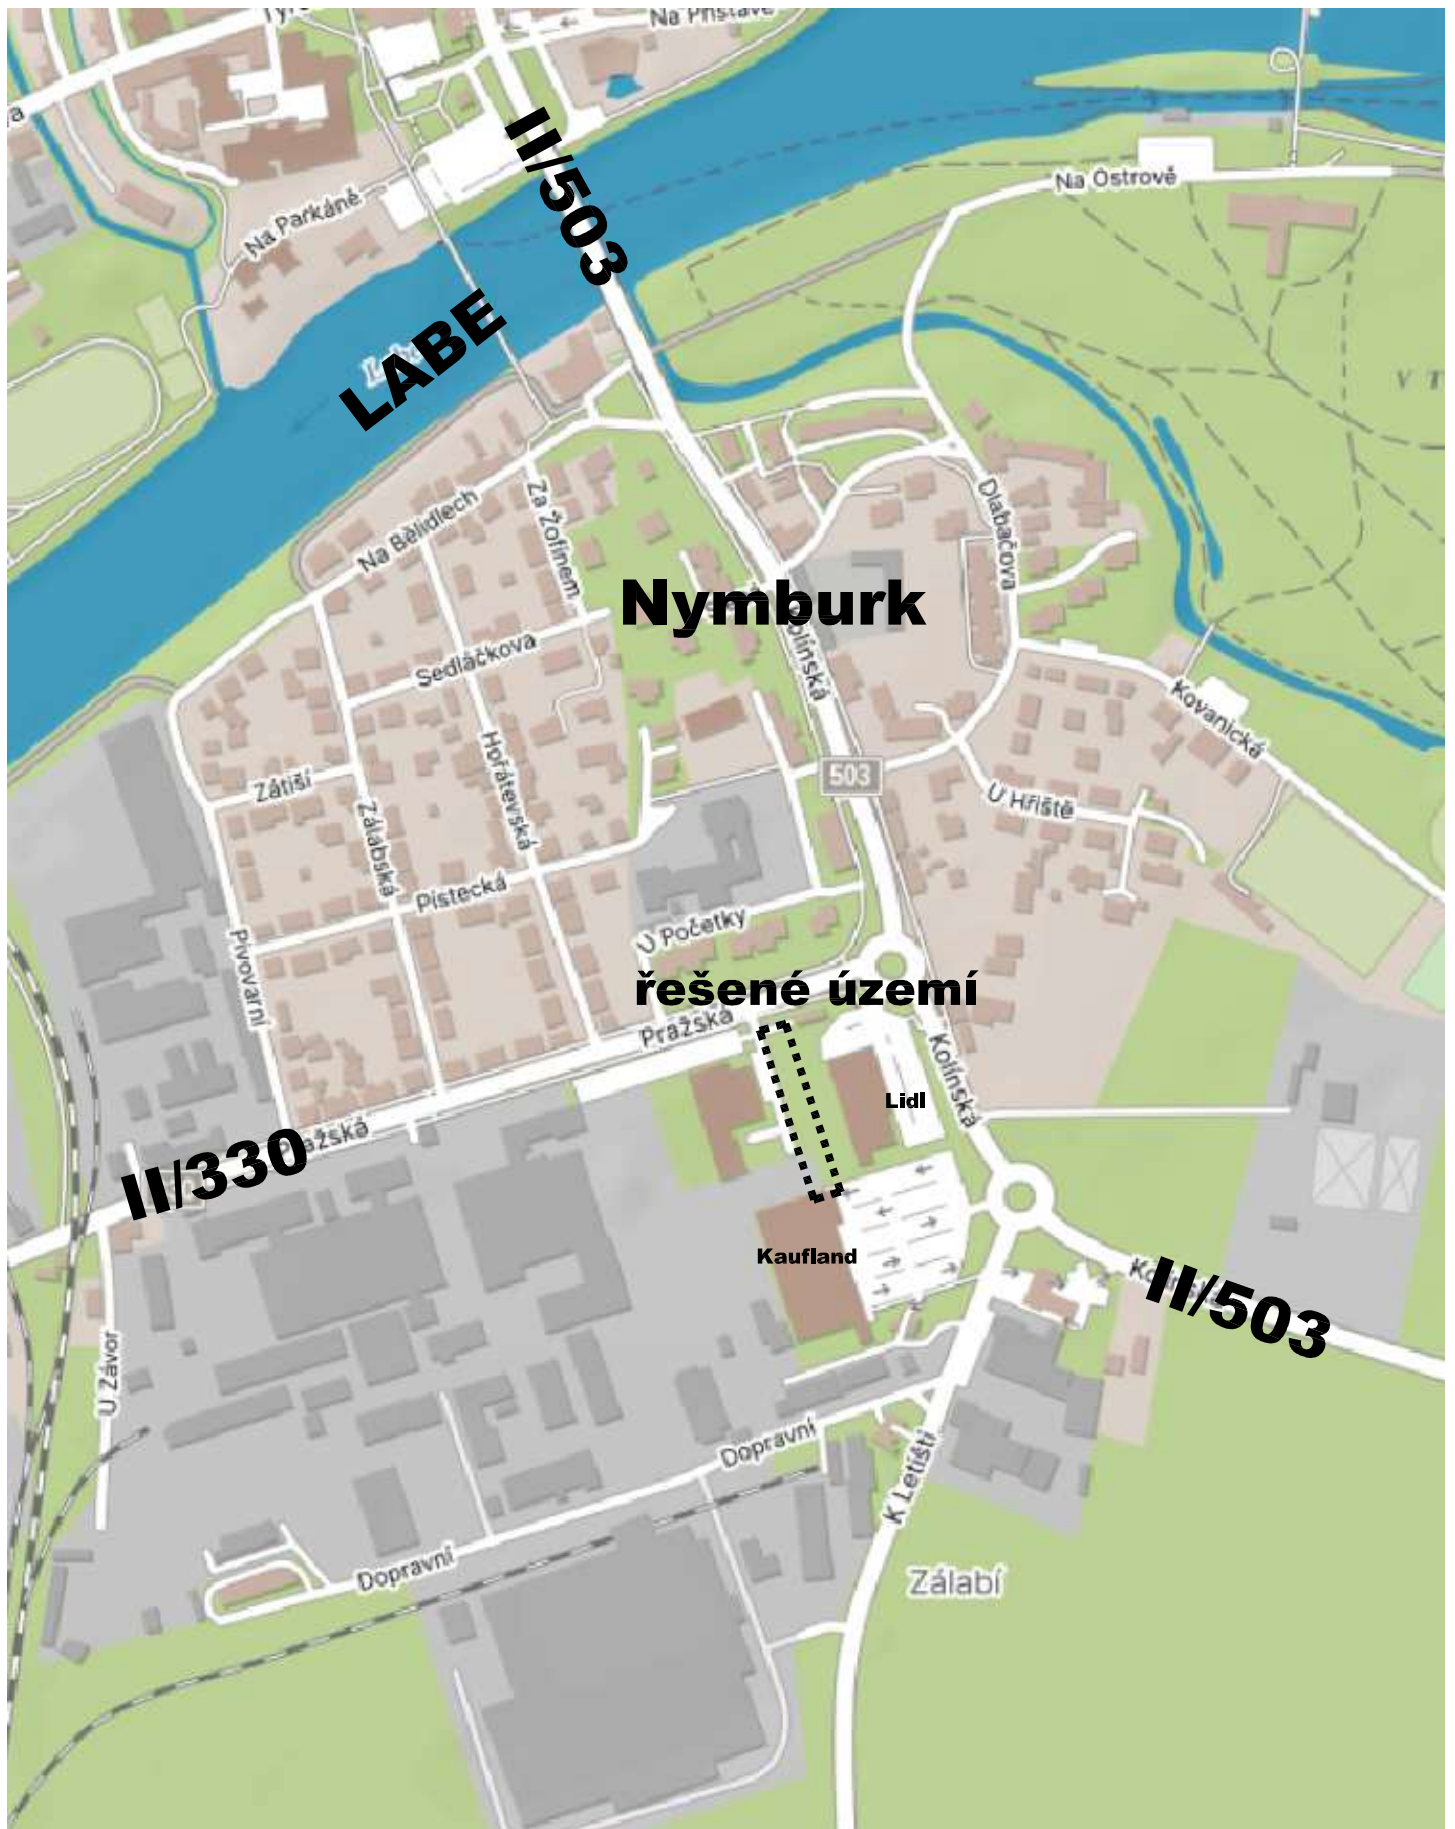 Na Přístavě
II/503
Na Ostrově
Na Parkáně
LABE
V T
Na Bělidlech
Za Žofínem
Dlabačova
Nymburk
Sedláčkova
Kolínská
Kovanická
Hořátevská
503
Zátiší
U Hřiště
Zálabská
Pístecká
U Početky
Pivovarní
řešené území
Pražská
Kolínská
Lidl
Pražská
II/330
Kaufland
II/503
U Závor
Dopravní
K Letišti
Dopravní
Zálabí